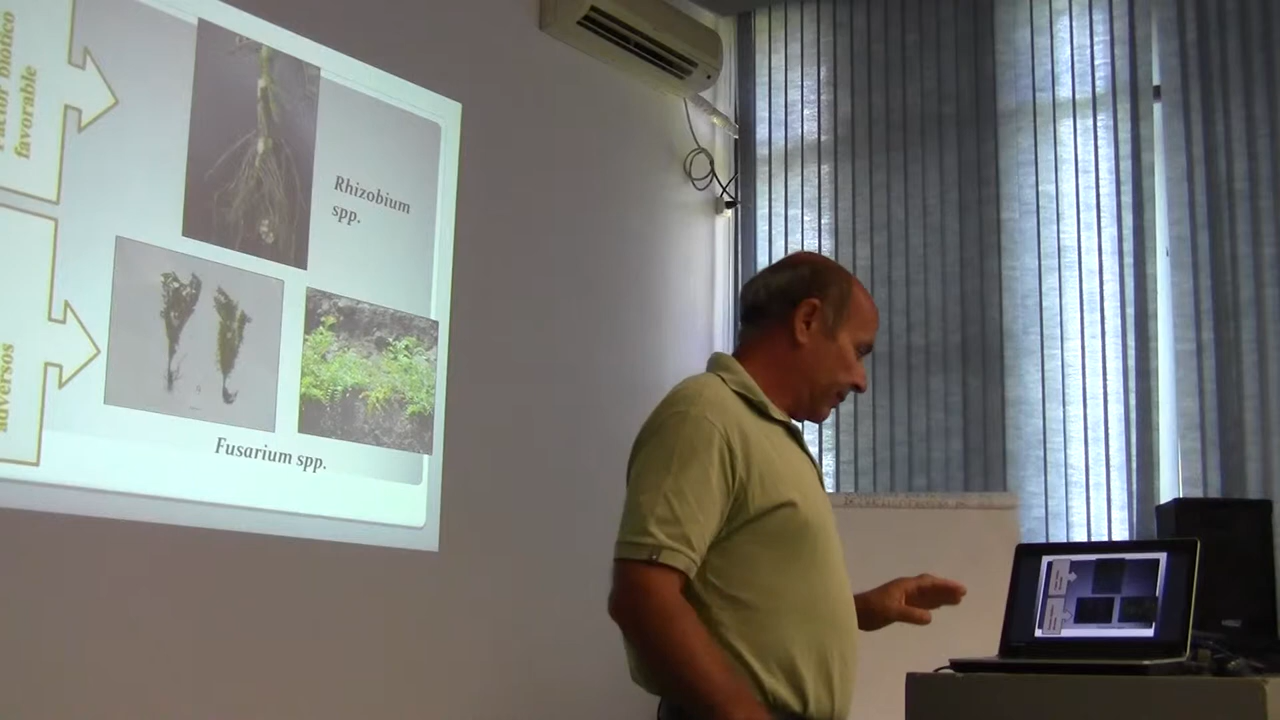 Factor biótico
favorable
Rhizobium
spp.
adversos
Fusarium spp.